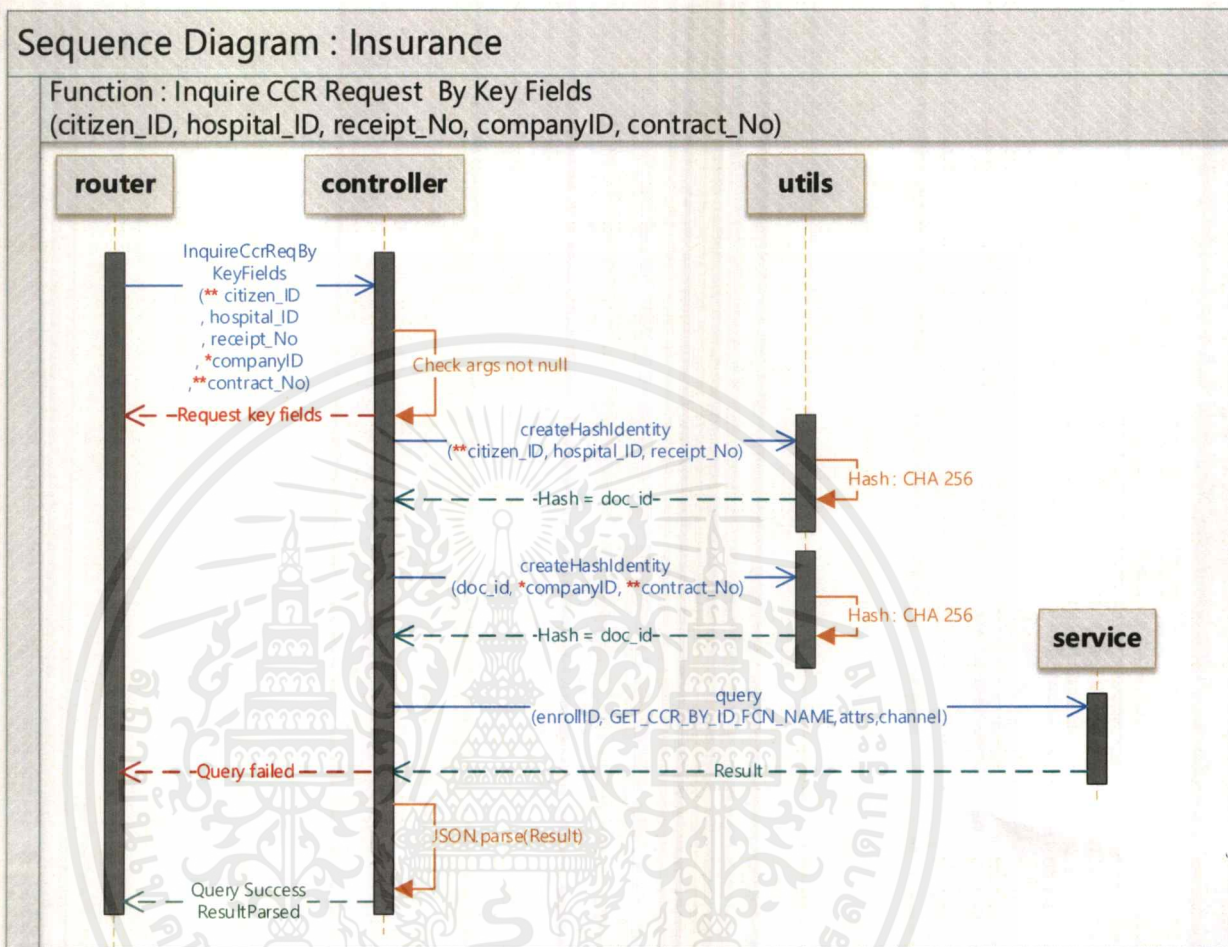 Sequence Diagram : Insurance
Function : Inquire CCR Request By Key Fields
(citizen_ID, hospital_ID, receipt_No, companyID, contract_No)
router
controller
utils
InquireCcrReqBy
KeyFields
(** citizen_ID
, hospital_ID
, receipt_No
, *companyID
,**contract_No)
Check args not null
Request key fields
createHashIdentity
(**citizen_ID, hospital_ID, receipt_No)
Hash : CHA 256
Hash = doc_id
createHashIdentity
(doc_id, *companyID, **contract_No)
Hash : CHA 256
Hash = doc_id
service
query
(enrollID, GET_CCR_BY_ID_FCN_NAME,attrs,channel)
Query failed
Result
JSON.parse(Result)
Query Success
ResultParsed